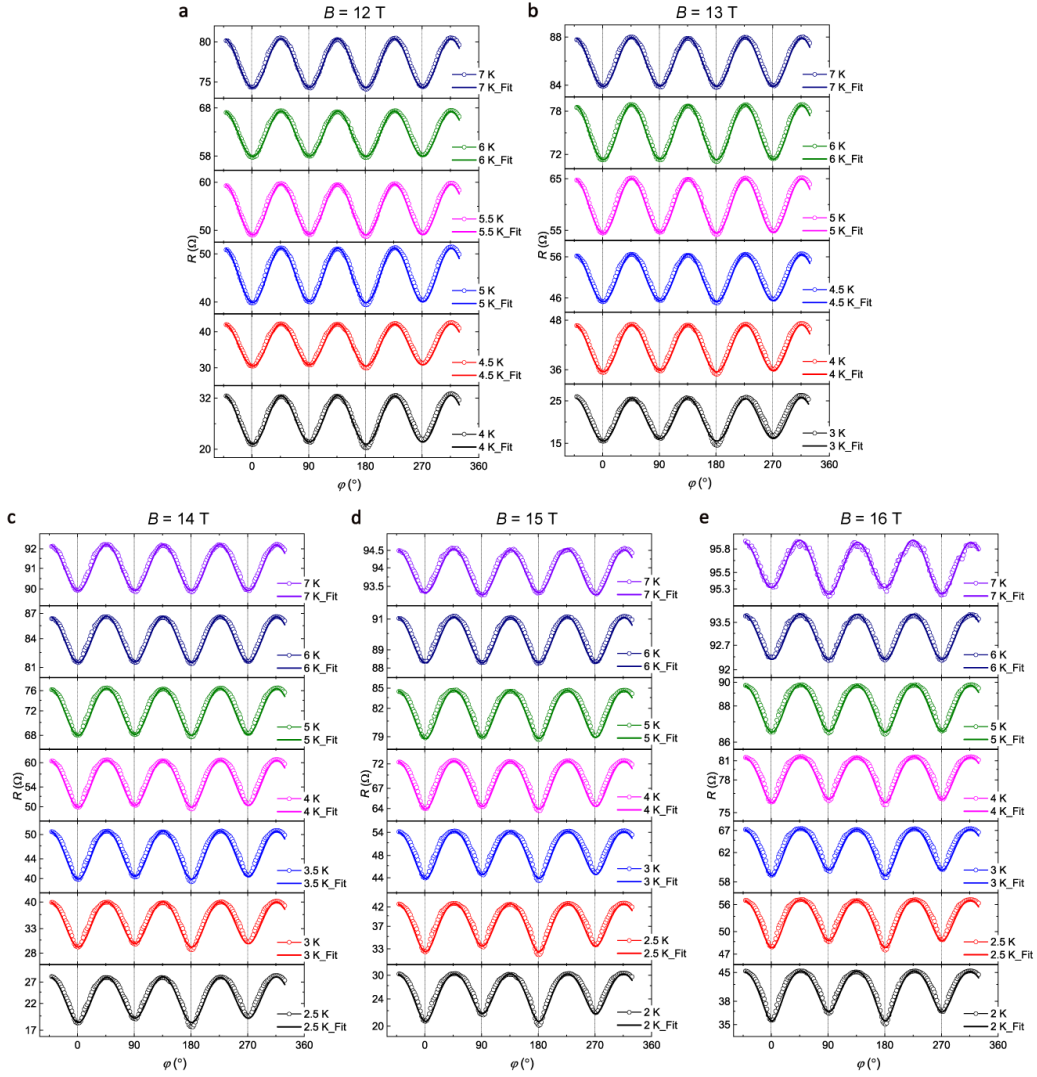 a
B = 12 T
80
75
7 K
7 K_Fit
68
58
6 K
6 K_Fit
60
50
5.5 K
5.5 K_Fit
50
40
5 K
5 K_Fit
40
30
4.5 K
4.5 K_Fit
32
20
4 K
4 K_Fit
R (Ω)
0 90 180 270 360
φ (°)
b
B = 13 T
88
84
7 K
7 K_Fit
78
72
6 K
6 K_Fit
65
55
5 K
5 K_Fit
56
46
4.5 K
4.5 K_Fit
48
36
4 K
4 K_Fit
25
15
3 K
3 K_Fit
R (Ω)
0 90 180 270 360
φ (°)
c
B = 14 T
92
91
90
7 K
7 K_Fit
87
86
84
81
6 K
6 K_Fit
76
72
68
5 K
5 K_Fit
60
55
50
4 K
4 K_Fit
50
44
40
3.5 K
3.5 K_Fit
40
33
28
3 K
3 K_Fit
27
22
17
2.5 K
2.5 K_Fit
R (Ω)
0 90 180 270 360
φ (°)
d
B = 15 T
94.5
93.5
7 K
7 K_Fit
91
89
88
6 K
6 K_Fit
85
82
79
5 K
5 K_Fit
72
67
64
4 K
4 K_Fit
54
48
44
3 K
3 K_Fit
42
37
33
2.5 K
2.5 K_Fit
30
24
20
2 K
2 K_Fit
R (Ω)
0 90 180 270 360
φ (°)
e
B = 16 T
95.8
95.5
95.3
7 K
7 K_Fit
93.5
92.7
92
6 K
6 K_Fit
90
88
86
5 K
5 K_Fit
81
78
75
4 K
4 K_Fit
67
60
58
3 K
3 K_Fit
56
50
47
2.5 K
2.5 K_Fit
45
38
35
2 K
2 K_Fit
R (Ω)
0 90 180 270 360
φ (°)